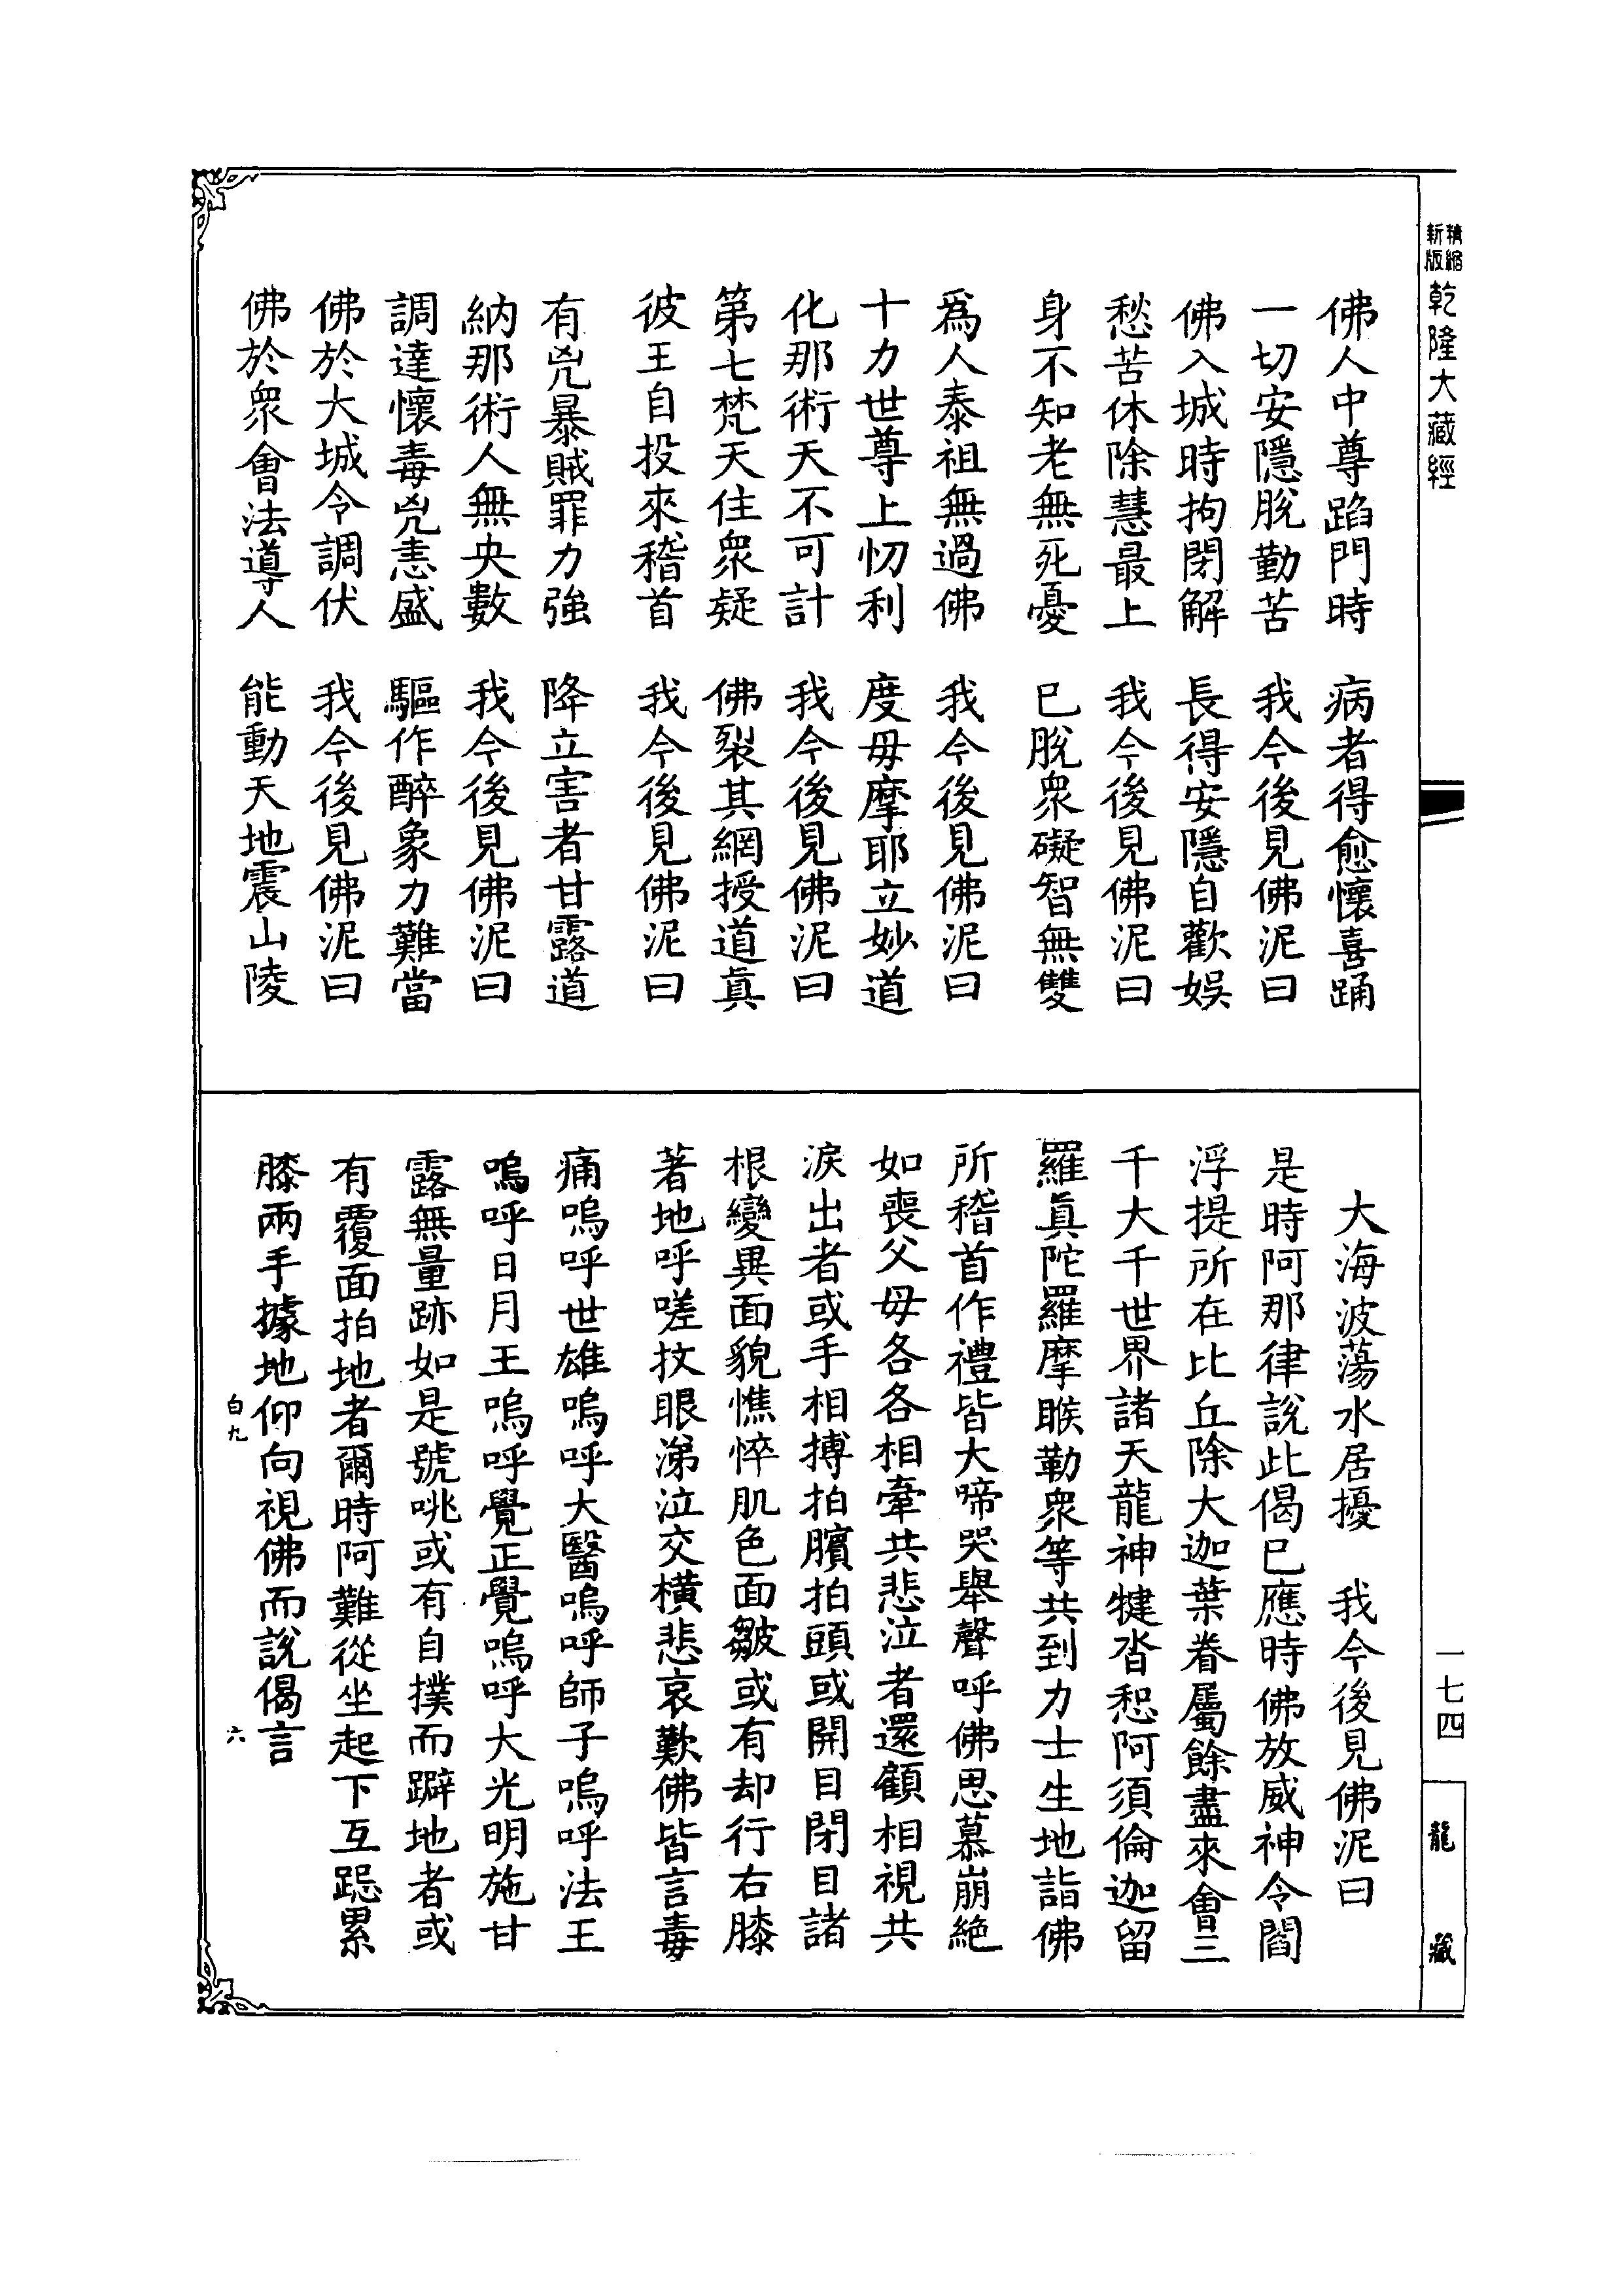 精縮新版乾隆大藏經
佛人中尊蹈門時　病者得愈懷喜踊
一切安隱脫勤苦　我今後見佛泥曰
佛入城時拘閉解　長得安隱自歡娛
愁苦休除慧最上　我今後見佛泥曰
身不知老無死憂　已脫衆礙智無雙
爲人泰祖無過佛　我今後見佛泥曰
十力世尊上忉利　度母摩耶立妙道
化那術天不可計　我今後見佛泥曰
第七梵天住衆疑　佛裂其網授道眞
彼王自投來稽首　我今後見佛泥曰
有兇暴賊罪力強　降立害者甘露道
納那術人無央數　我今後見佛泥曰
調達懷毒兇恚盛　驅作醉象力難當
佛於大城令調伏　我今後見佛泥曰
佛於衆會法導人　能動天地震山陵
大海波蕩水居擾　我今後見佛泥曰
是時阿那律說此偈已應時佛放威神令閻
浮提所在比丘除大迦葉眷屬餘盡來會三
千大千世界諸天龍神犍沓惒阿須倫迦留
羅眞陀羅摩睺勒衆等共到力士生地詣佛
所稽首作禮皆大啼哭舉聲呼佛思慕崩絶
如喪父母各各相牽共悲泣者還顧相視共
淚出者或手相搏拍臗拍頭或開目閉目諸
根變異面貌憔悴肌色面皺或有却行右膝
著地呼嗟抆眼涕泣交橫悲哀歎佛皆言毒
痛嗚呼世雄嗚呼大醫嗚呼師子嗚呼法王
嗚呼日月王嗚呼覺正覺嗚呼大光明施甘
露無量跡如是號咷或有自撲而躃地者或
有覆面拍地者爾時阿難從坐起下互跽累
膝兩手據地仰向視佛而說偈言
白九
六
一七四
龍藏